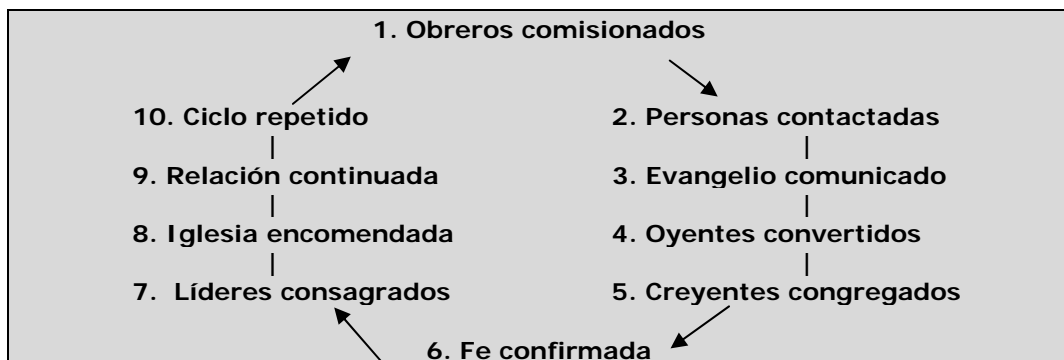 1. Obreros comisionados
10. Ciclo repetido 2. Personas contactadas
9. Relación continuada 3. Evangelio comunicado
8. Iglesia encomendada 4. Oyentes convertidos
7. Líderes consagrados 5. Creyentes congregados
6. Fe confirmada